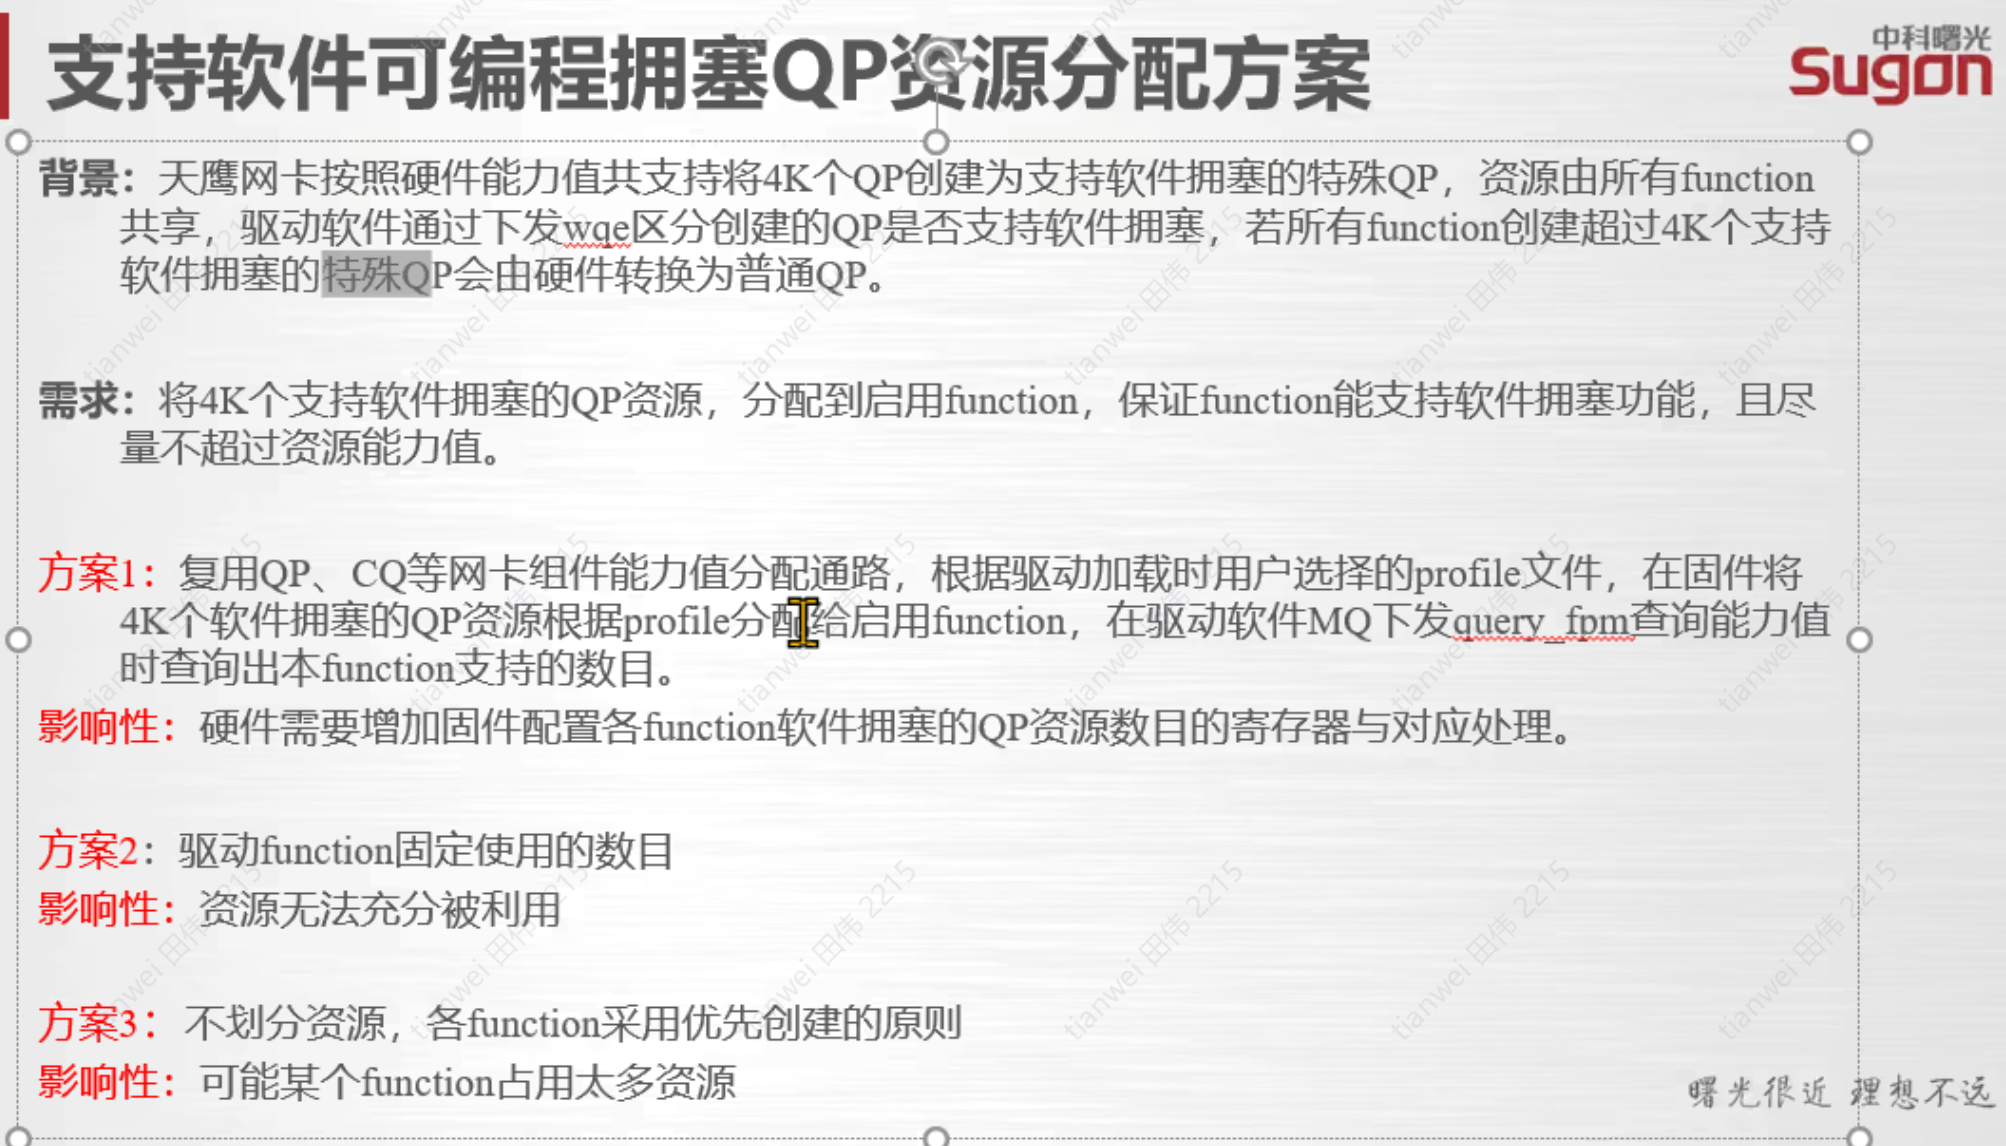 支持软件可编程拥塞QP资源分配方案
中科曙光
Sugon
背景：天鹰网卡按照硬件能力值共支持将4K个QP创建为支持软件拥塞的特殊QP，资源由所有function
共享，驱动软件通过下发wqe区分创建的QP是否支持软件拥塞，若所有function创建超过4K个支持
软件拥塞的特殊QP会由硬件转换为普通QP。
需求：将4K个支持软件拥塞的QP资源，分配到启用function，保证function能支持软件拥塞功能，且尽
量不超过资源能力值。
方案1：复用QP、CQ等网卡组件能力值分配通路，根据驱动加载时用户选择的profile文件，在固件将
4K个软件拥塞的QP资源根据profile分配给启用function，在驱动软件MQ下发query_fpm查询能力值
时查询出本function支持的数目。
影响性：硬件需要增加固件配置各function软件拥塞的QP资源数目的寄存器与对应处理。
方案2：驱动function固定使用的数目
影响性：资源无法充分被利用
方案3：不划分资源，各function采用优先创建的原则
影响性：可能某个function占用太多资源
曙光很近 理想不远
tianwei 田伟 2215